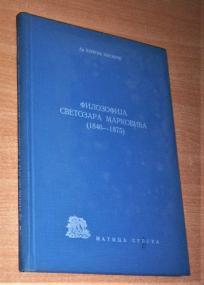 ФИЛОЗОФИЈА
СВЕТОЗАРА МАРКОВИЋА
(1846—1875)
МАТИЦА СРПСКА